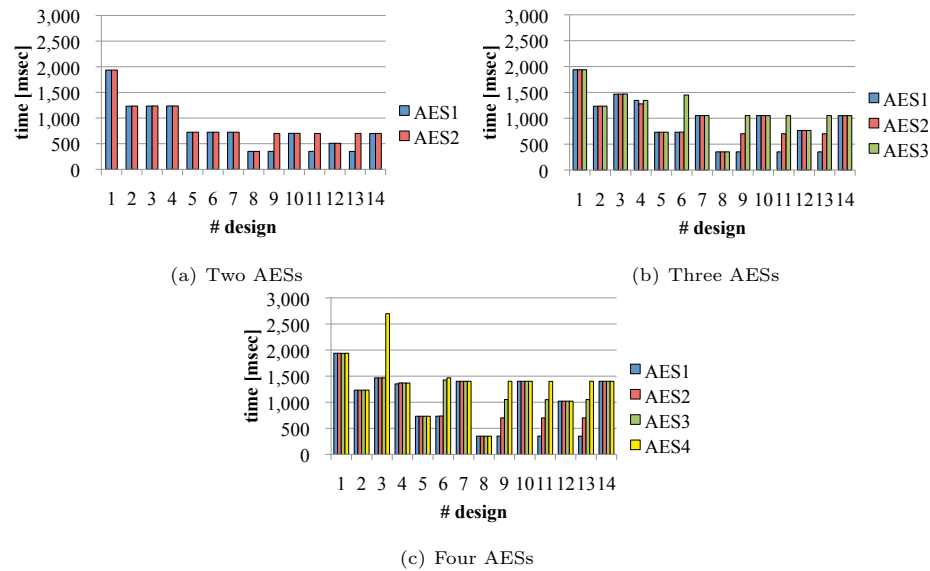 3,000
2,500
2,000
1,500
1,000
500
0
time [msec]
1 2 3 4 5 6 7 8 9 10 11 12 13 14
# design
AES1
AES2
(a) Two AESs
3,000
2,500
2,000
1,500
1,000
500
0
time [msec]
1 2 3 4 5 6 7 8 9 10 11 12 13 14
# design
AES1
AES2
AES3
(b) Three AESs
3,000
2,500
2,000
1,500
1,000
500
0
time [msec]
1 2 3 4 5 6 7 8 9 10 11 12 13 14
# design
AES1
AES2
AES3
AES4
(c) Four AESs